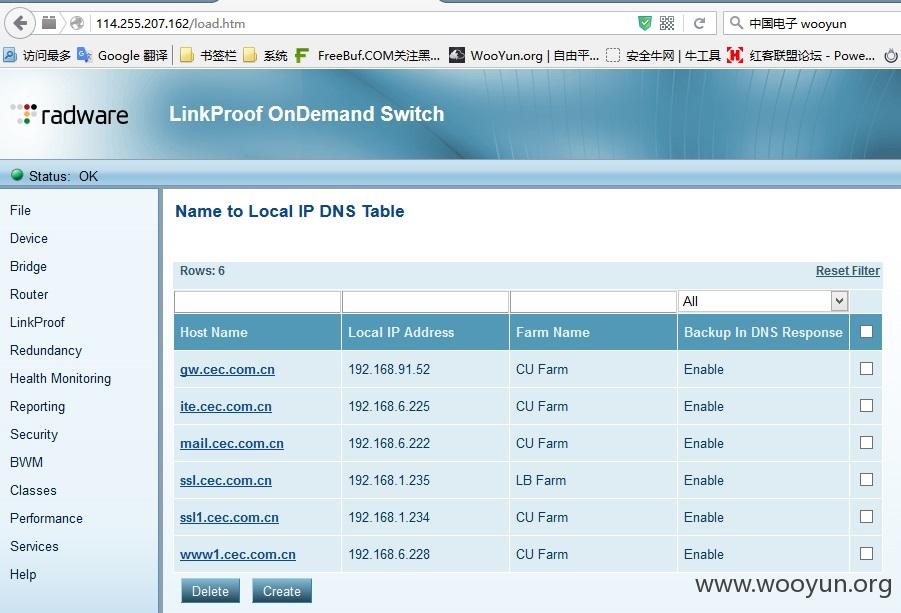 114.255.207.162/load.htm
中国电子 wooyun
访问最多 Google 翻译 书签栏 系统 FreeBuf.COM关注黑... WooYun.org | 自由平... 安全牛网 | 牛工具 红客联盟论坛 - Powe...
radware LinkProof OnDemand Switch
Status: OK
File
Device
Bridge
Router
LinkProof
Redundancy
Health Monitoring
Reporting
Security
BWM
Classes
Performance
Services
Help
Name to Local IP DNS Table
Rows: 6 Reset Filter
All
Host Name Local IP Address Farm Name Backup In DNS Response
gw.cec.com.cn 192.168.91.52 CU Farm Enable
ite.cec.com.cn 192.168.6.225 CU Farm Enable
mail.cec.com.cn 192.168.6.222 CU Farm Enable
ssl.cec.com.cn 192.168.1.235 LB Farm Enable
ssl1.cec.com.cn 192.168.1.234 CU Farm Enable
www1.cec.com.cn 192.168.6.228 CU Farm Enable
Delete Create
www.wooyun.org